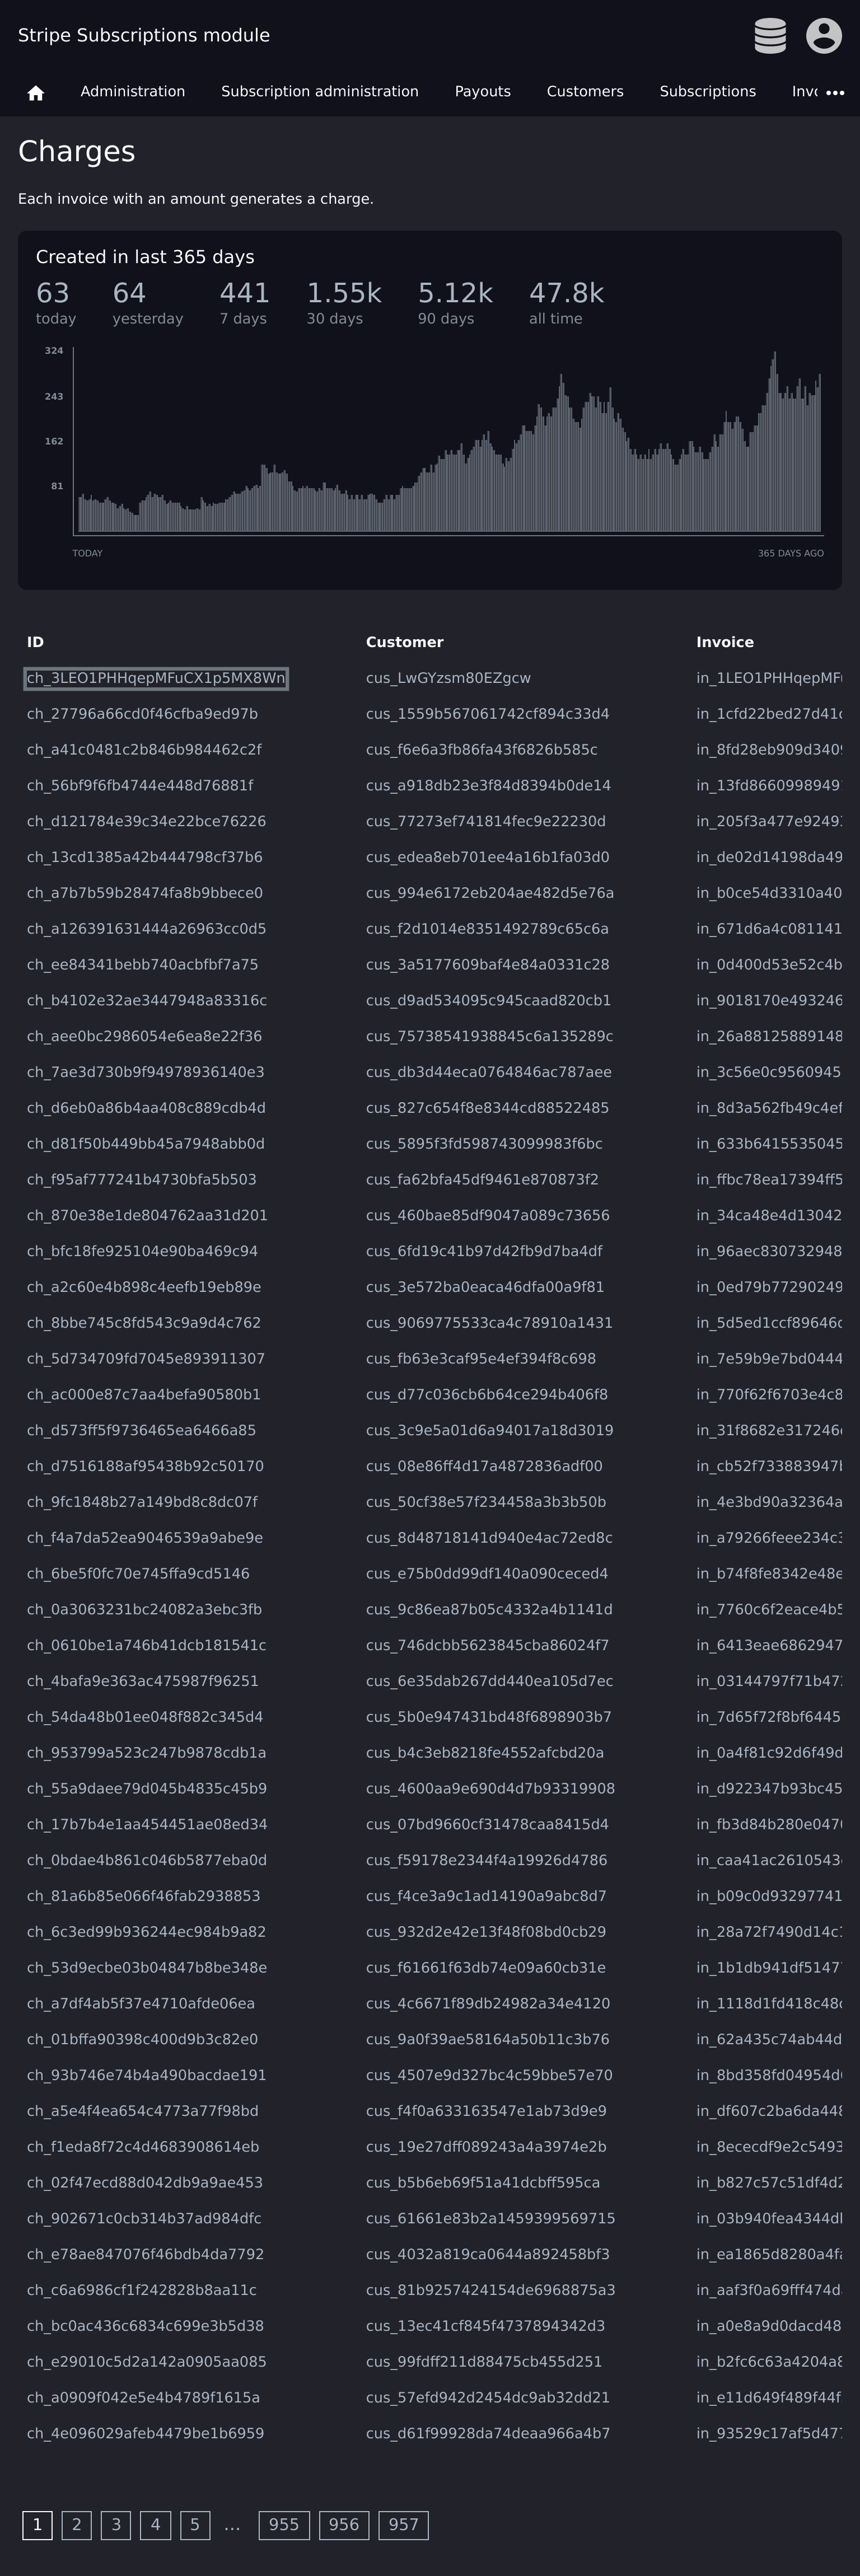 Stripe Subscriptions module
Administration Subscription administration Payouts Customers Subscriptions
Charges
Each invoice with an amount generates a charge.
Created in last 365 days
63 64 441 1.55k 5.12k 47.8k
today yesterday 7 days 30 days 90 days all time
324
243
162
81
TODAY 365 DAYS AGO
ID Customer Invoice
ch_3LEO1PHHqepMFuCX1p5MX8Wn cus_LwGYzsm80EZgcw in_1LEO1PHHqepMF
ch_27796a66cd0f46cfba9ed97b cus_1559b567061742cf894c33d4 in_1cfd22bed27d41
ch_a41c0481c2b846b984462c2f cus_f6e6a3fb86fa43f6826b585c in_8fd28eb909d340
ch_56bf9f6fb4744e448d76881f cus_a918db23e3f84d8394b0de14 in_13fd8660998949
ch_d121784e39c34e22bce76226 cus_77273ef741814fec9e22230d in_205f3a477e9249
ch_13cd1385a42b444798cf37b6 cus_edea8eb701ee4a16b1fa03d0 in_de02d14198da49
ch_a7b7b59b28474fa8b9bbece0 cus_994e6172eb204ae482d5e76a in_b0ce54d3310a40
ch_a126391631444a26963cc0d5 cus_f2d1014e8351492789c65c6a in_671d6a4c081141
ch_ee84341bebb740acbfbf7a75 cus_3a5177609baf4e84a0331c28 in_0d400d53e52c4b
ch_b4102e32ae3447948a83316c cus_d9ad534095c945caad820cb1 in_9018170e493246
ch_aee0bc2986054e6ea8e22f36 cus_75738541938845c6a135289c in_26a88125889148
ch_7ae3d730b9f94978936140e3 cus_db3d44eca0764846ac787aee in_3c56e0c9560945
ch_d6eb0a86b4aa408c889cdb4d cus_827c654f8e8344cd88522485 in_8d3a562fb49c4ef
ch_d81f50b449bb45a7948abb0d cus_5895f3fd598743099983f6bc in_633b6415535045
ch_f95af777241b4730bfa5b503 cus_fa62bfa45df9461e870873f2 in_ffbc78ea17394ff5
ch_870e38e1de804762aa31d201 cus_460bae85df9047a089c73656 in_34ca48e4d13042
ch_bfc18fe925104e90ba469c94 cus_6fd19c41b97d42fb9d7ba4df in_96aec830732948
ch_a2c60e4b898c4eefb19eb89e cus_3e572ba0eaca46dfa00a9f81 in_0ed79b77290249
ch_8bbe745c8fd543c9a9d4c762 cus_9069775533ca4c78910a1431 in_5d5ed1ccf89646
ch_5d734709fd7045e893911307 cus_fb63e3caf95e4ef394f8c698 in_7e59b9e7bd0444
ch_ac000e87c7aa4befa90580b1 cus_d77c036cb6b64ce294b406f8 in_770f62f6703e4c8
ch_d573ff5f9736465ea6466a85 cus_3c9e5a01d6a94017a18d3019 in_31f8682e317246
ch_d7516188af95438b92c50170 cus_08e86ff4d17a4872836adf00 in_cb52f733883947
ch_9fc1848b27a149bd8c8dc07f cus_50cf38e57f234458a3b3b50b in_4e3bd90a32364a
ch_f4a7da52ea9046539a9abe9e cus_8d48718141d940e4ac72ed8c in_a79266feee234c
ch_6be5f0fc70e745ffa9cd5146 cus_e75b0dd99df140a090ceced4 in_b74f8fe8342e48e
ch_0a3063231bc24082a3ebc3fb cus_9c86ea87b05c4332a4b1141d in_7760c6f2eace4b5
ch_0610be1a746b41dcb181541c cus_746dcbb5623845cba86024f7 in_6413eae6862947
ch_4bafa9e363ac475987f96251 cus_6e35dab267dd440ea105d7ec in_03144797f71b47
ch_54da48b01ee048f882c345d4 cus_5b0e947431bd48f6898903b7 in_7d65f72f8bf6445
ch_953799a523c247b9878cdb1a cus_b4c3eb8218fe4552afcbd20a in_0a4f81c92d6f49d
ch_55a9daee79d045b4835c45b9 cus_4600aa9e690d4d7b93319908 in_d922347b93bc45
ch_17b7b4e1aa454451ae08ed34 cus_07bd9660cf31478caa8415d4 in_fb3d84b280e047
ch_0bdae4b861c046b5877eba0d cus_f59178e2344f4a19926d4786 in_caa41ac2610543
ch_81a6b85e066f46fab2938853 cus_f4ce3a9c1ad14190a9abc8d7 in_b09c0d93297741
ch_6c3ed99b936244ec984b9a82 cus_932d2e42e13f48f08bd0cb29 in_28a72f7490d14c
ch_53d9ecbe03b04847b8be348e cus_f61661f63db74e09a60cb31e in_1b1db941df5147
ch_a7df4ab5f37e4710afde06ea cus_4c6671f89db24982a34e4120 in_1118d1fd418c48
ch_01bffa90398c400d9b3c82e0 cus_9a0f39ae58164a50b11c3b76 in_62a435c74ab44d
ch_93b746e74b4a490bacdae191 cus_4507e9d327bc4c59bbe57e70 in_8bd358fd04954d
ch_a5e4f4ea654c4773a77f98bd cus_f4f0a633163547e1ab73d9e9 in_df607c2ba6da448
ch_f1eda8f72c4d4683908614eb cus_19e27dff089243a4a3974e2b in_8ececdf9e2c5493
ch_02f47ecd88d042db9a9ae453 cus_b5b6eb69f51a41dcbff595ca in_b827c57c51df4d2
ch_902671c0cb314b37ad984dfc cus_61661e83b2a1459399569715 in_03b940fea4344d
ch_e78ae847076f46bdb4da7792 cus_4032a819ca0644a892458bf3 in_ea1865d8280a4f
ch_c6a6986cf1f242828b8aa11c cus_81b9257424154de6968875a3 in_aaf3f0a69fff474d
ch_bc0ac436c6834c699e3b5d38 cus_13ec41cf845f4737894342d3 in_a0e8a9d0dacd48
ch_e29010c5d2a142a0905aa085 cus_99fdff211d88475cb455d251 in_b2fc6c63a4204a8
ch_a0909f042e5e4b4789f1615a cus_57efd942d2454dc9ab32dd21 in_e11d649f489f44f
ch_4e096029afeb4479be1b6959 cus_d61f99928da74deaa966a4b7 in_93529c17af5d47
1 2 3 4 5 ... 955 956 957